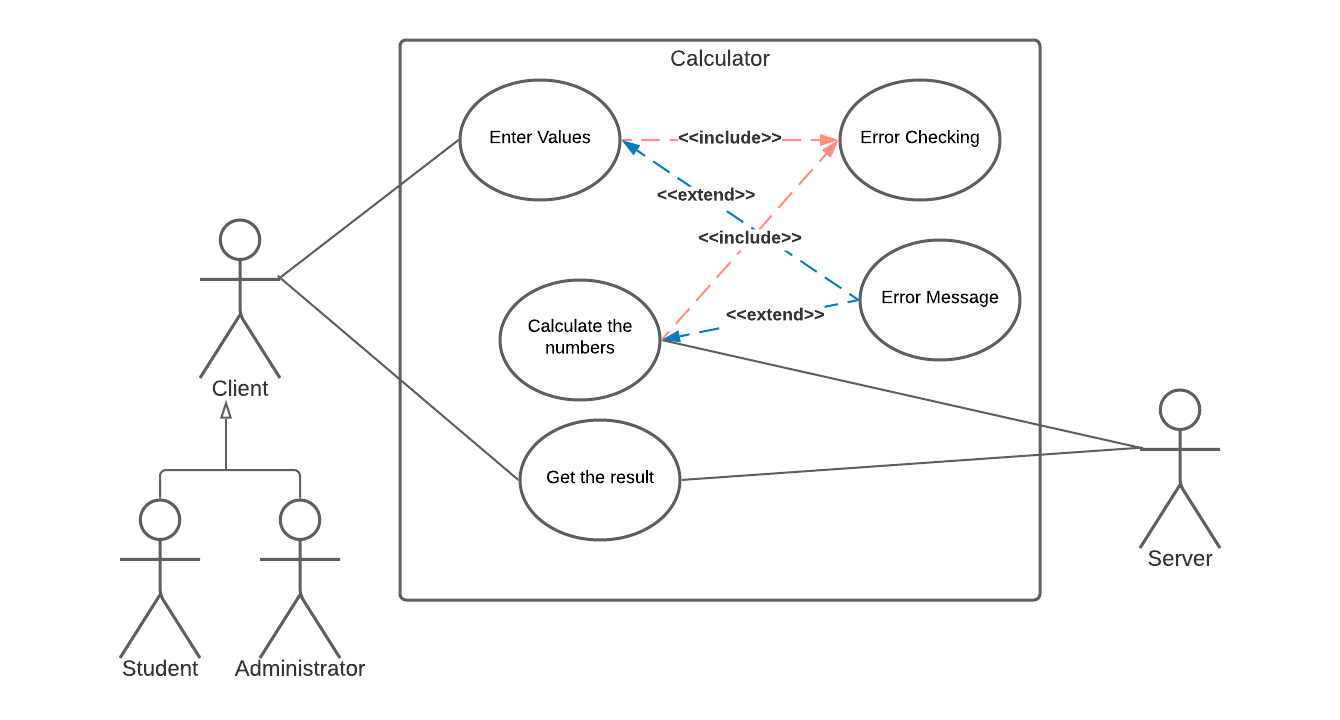 Calculator
Enter Values
<<include>>
Error Checking
<<extend>>
<<include>>
Error Message
<<extend>>
Calculate the
numbers
Client
Get the result
Server
Student
Administrator